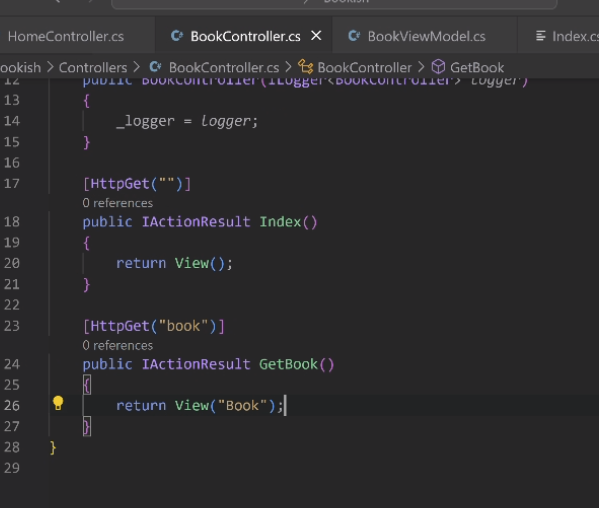 Bookish
HomeController.cs
C# BookController.cs ×
C# BookViewModel.cs
Index.cs
ookish > Controllers > C# BookController.cs > BookController > GetBook
12 public BookController(ILogger<BookController> logger)
13 {
14 _logger = logger;
15 }
16
17 [HttpGet("")]
0 references
18 public IActionResult Index()
19 {
20 return View();
21 }
22
23 [HttpGet("book")]
0 references
24 public IActionResult GetBook()
25 {
26 return View("Book");
27 }
28 }
29